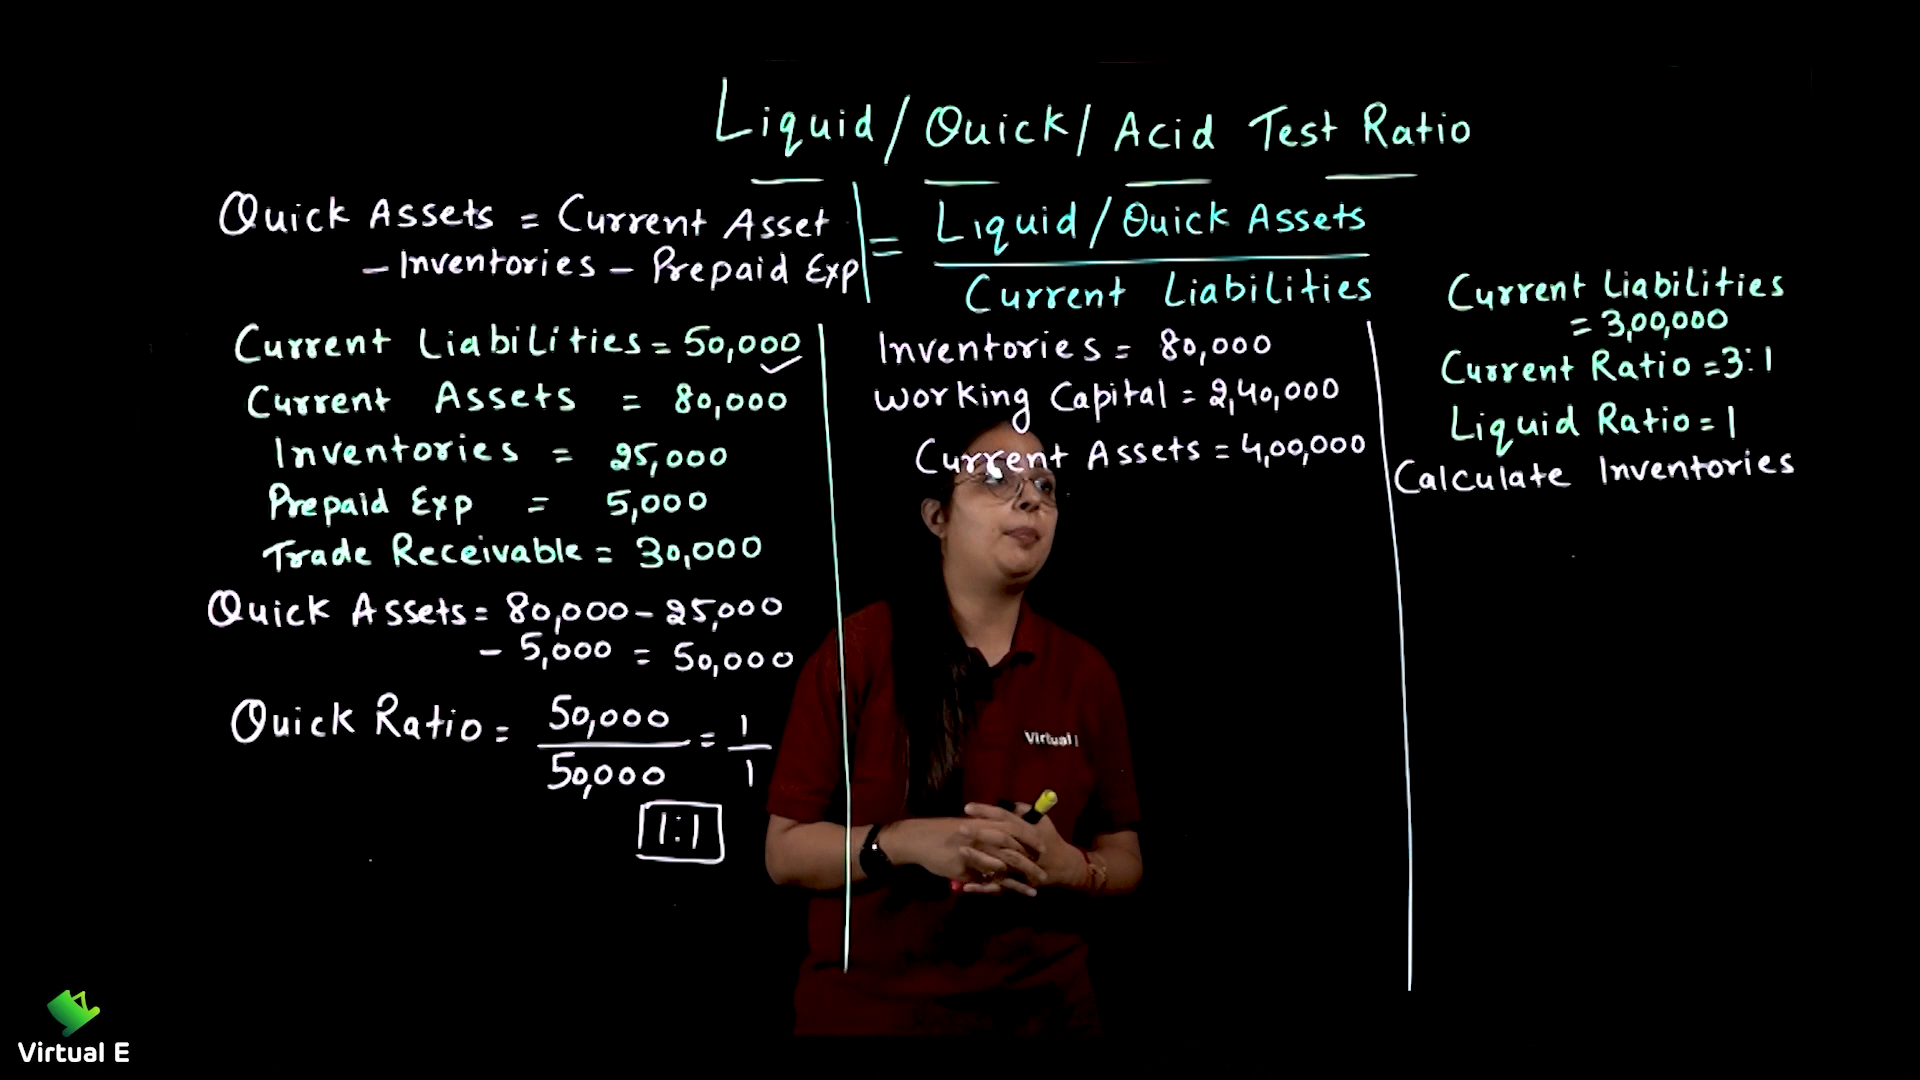 Liquid/Quick/Acid Test Ratio
Quick Assets = Current Asset
- Inventories - Prepaid Exp
= Liquid/Quick Assets
Current Liabilities
Current Liabilities = 50,000
Current Assets = 80,000
Inventories = 25,000
Prepaid Exp = 5,000
Trade Receivable = 30,000
Quick Assets = 80,000 - 25,000
- 5,000 = 50,000
Quick Ratio = 50,000 = 1
50,000 1
1:1
Inventories = 80,000
Working Capital = 2,40,000
Current Assets = 4,00,000
Current Liabilities
= 3,00,000
Current Ratio = 3:1
Liquid Ratio = 1
Calculate Inventories
Virtual
Virtual E